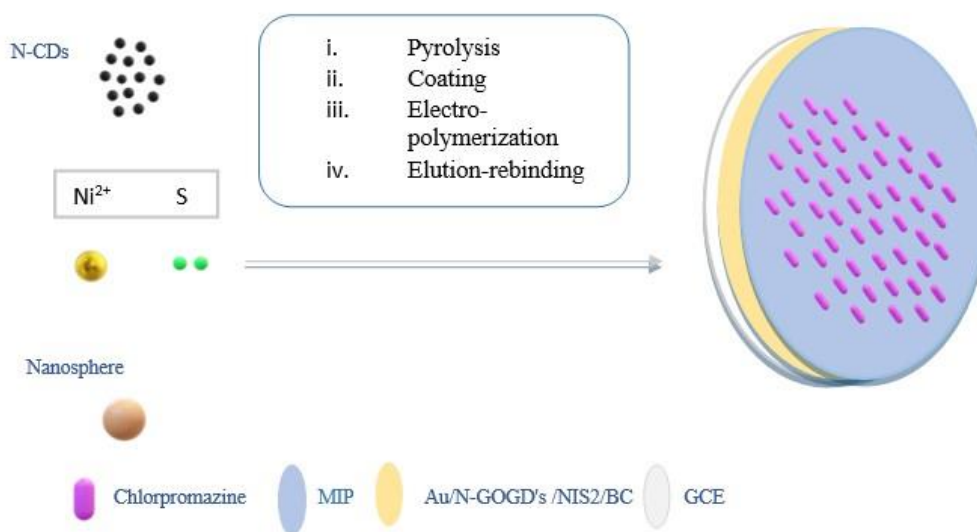 N-CDs
i. Pyrolysis
ii. Coating
iii. Electro-
polymerization
iv. Elution-rebinding
Ni²⁺ S
Nanosphere
Chlorpromazine MIP Au/N-GOGD's /NIS2/BC GCE